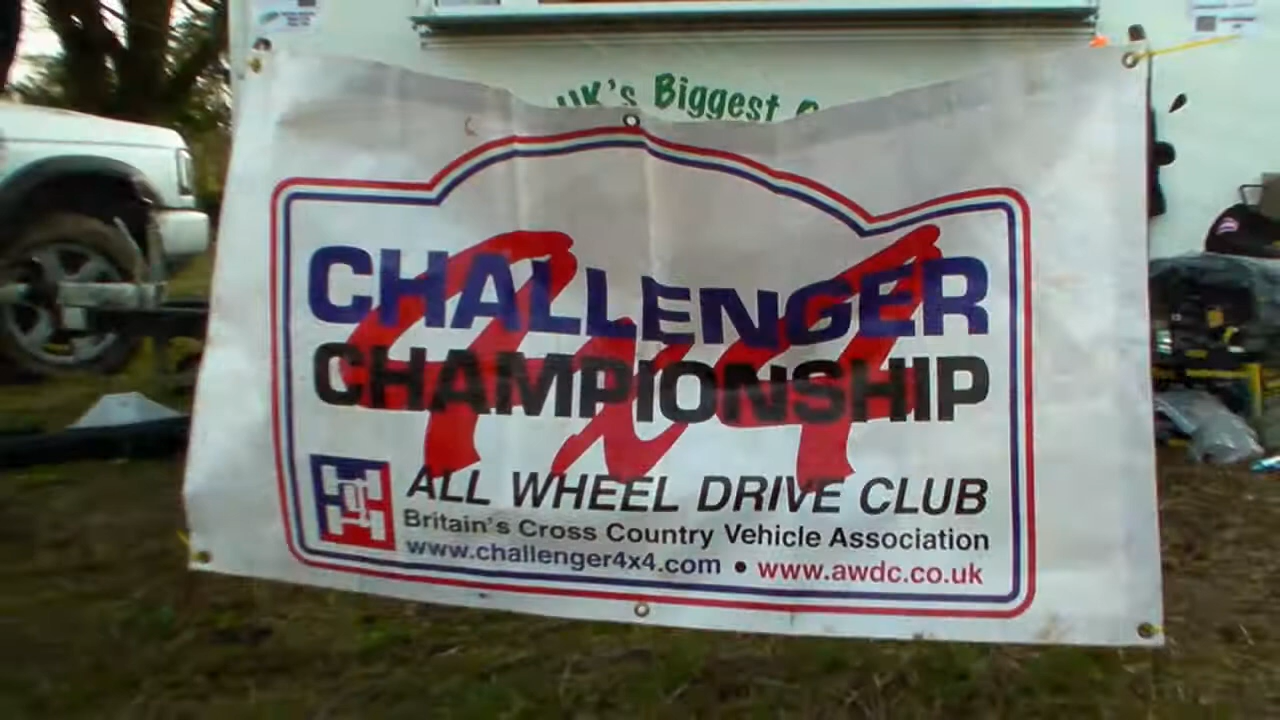 UK's Biggest
CHALLENGER
4x4
CHAMPIONSHIP
ALL WHEEL DRIVE CLUB
Britain's Cross Country Vehicle Association
www.challenger4x4.com • www.awdc.co.uk